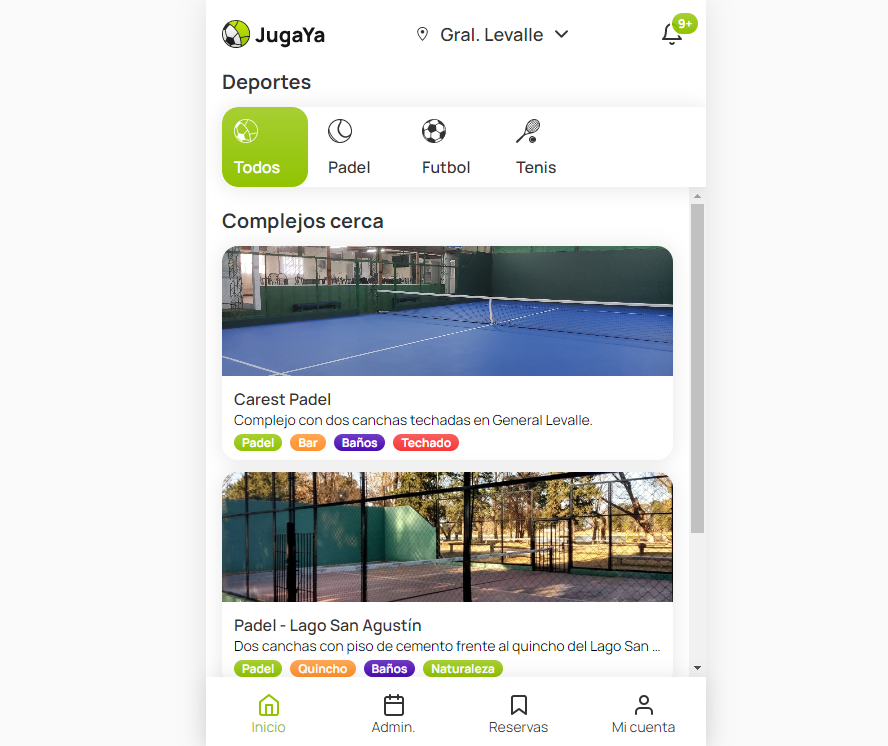 JugaYa
Gral. Levalle
9+
Deportes
Todos
Padel
Futbol
Tenis
Complejos cerca
Carest Padel
Complejo con dos canchas techadas en General Levalle.
Padel Bar Baños Techado
Padel - Lago San Agustín
Dos canchas con piso de cemento frente al quincho del Lago San ...
Padel Quincho Baños Naturaleza
Inicio
Admin.
Reservas
Mi cuenta